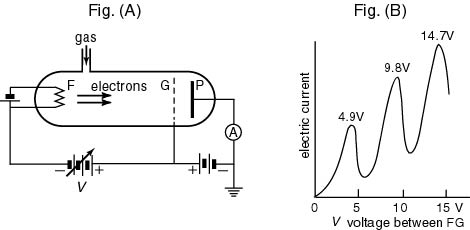 Fig. (A)
gas
F
electrons
G
P
A
− + + −
V
Fig. (B)
electric current
4.9V
9.8V
14.7V
0 5 10 15 V
V voltage between FG